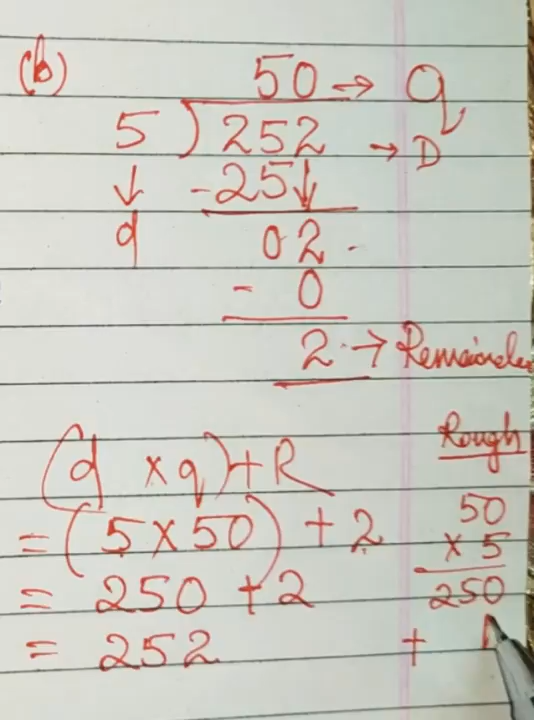 (b) 50 → q
5 ) 252 → D
↓ -25↓
d 02
- 0
2 → Remainder
(d × q) + R
= (5 × 50) + 2
= 250 + 2
= 252
Rough
50
× 5
250
+